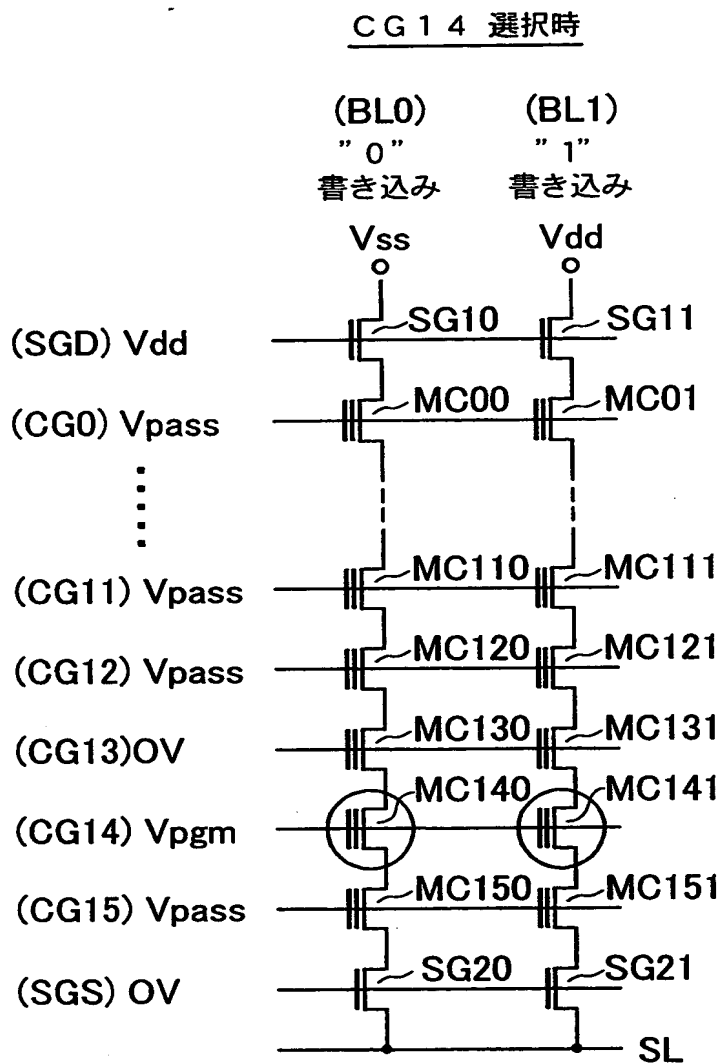 CG14 選択時
(BL0) (BL1)
"0" "1"
書き込み 書き込み
Vss Vdd
(SGD) Vdd SG10 SG11
(CG0) Vpass MC00 MC01
(CG11) Vpass MC110 MC111
(CG12) Vpass MC120 MC121
(CG13)0V MC130 MC131
(CG14) Vpgm MC140 MC141
(CG15) Vpass MC150 MC151
(SGS) 0V SG20 SG21
SL